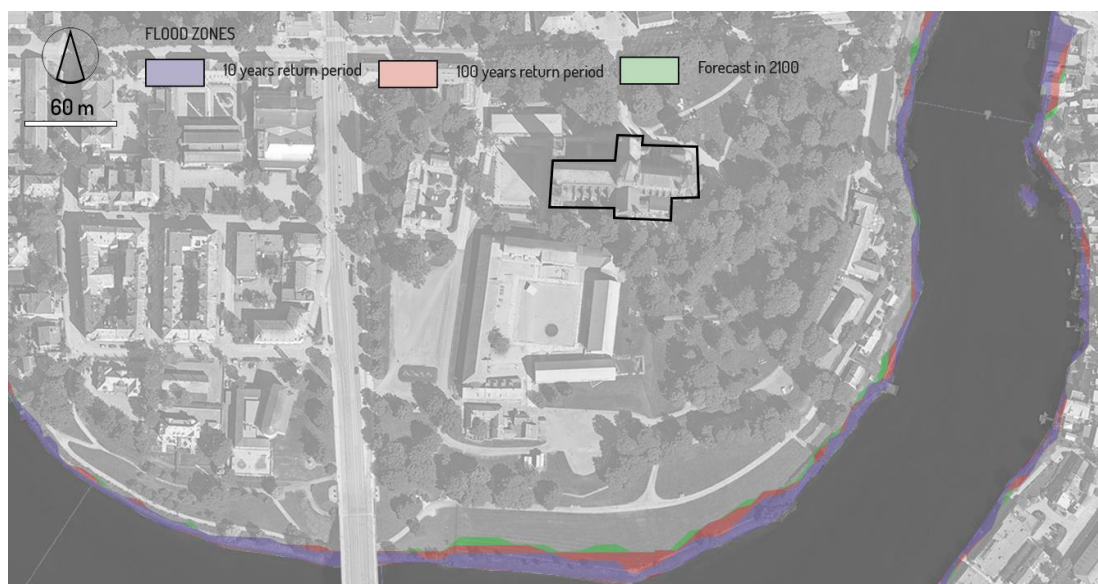 FLOOD ZONES
10 years return period
100 years return period
Forecast in 2100
60 m